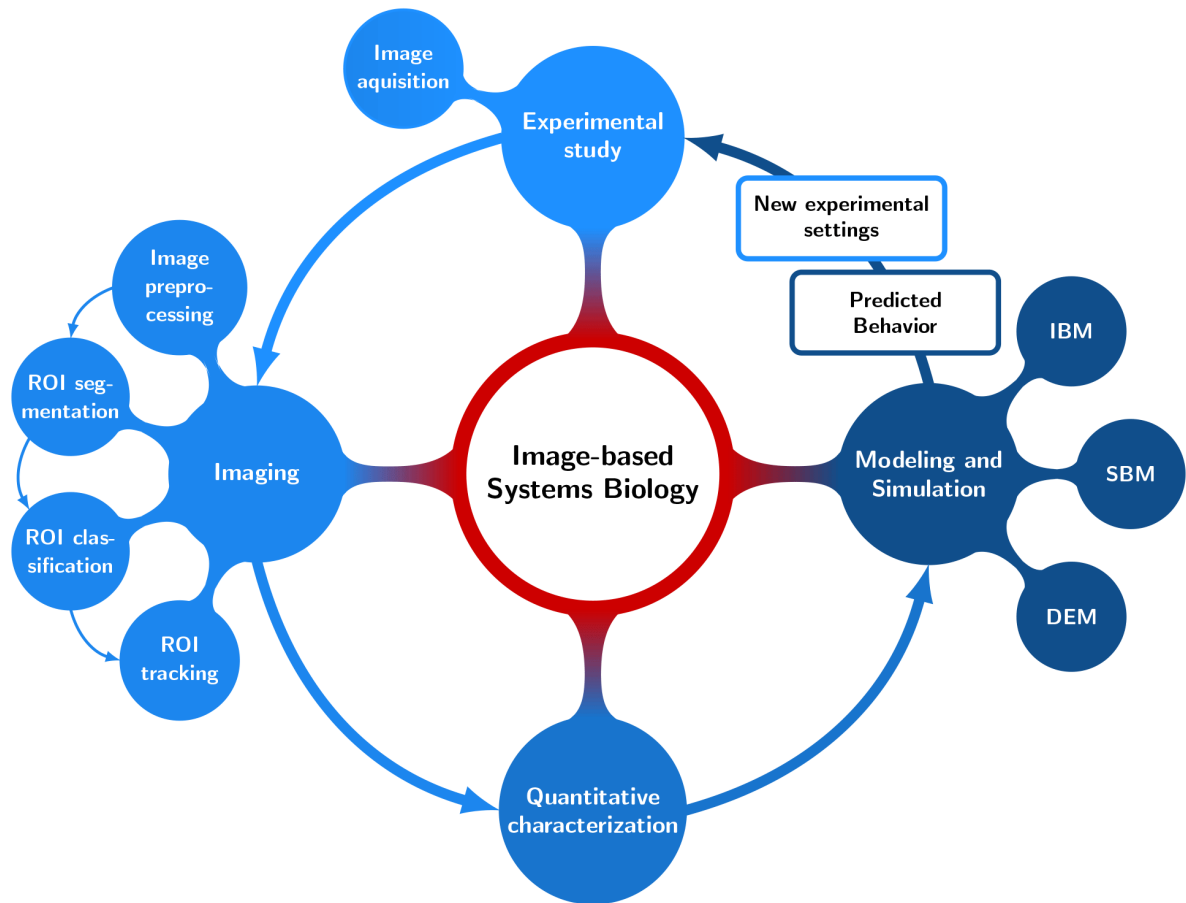 Image
aquisition
Experimental
study
New experimental
settings
Predicted
Behavior
Image
prepro-
cessing
ROI seg-
mentation
ROI clas-
sification
ROI
tracking
Imaging
Image-based
Systems Biology
Modeling and
Simulation
IBM
SBM
DEM
Quantitative
characterization